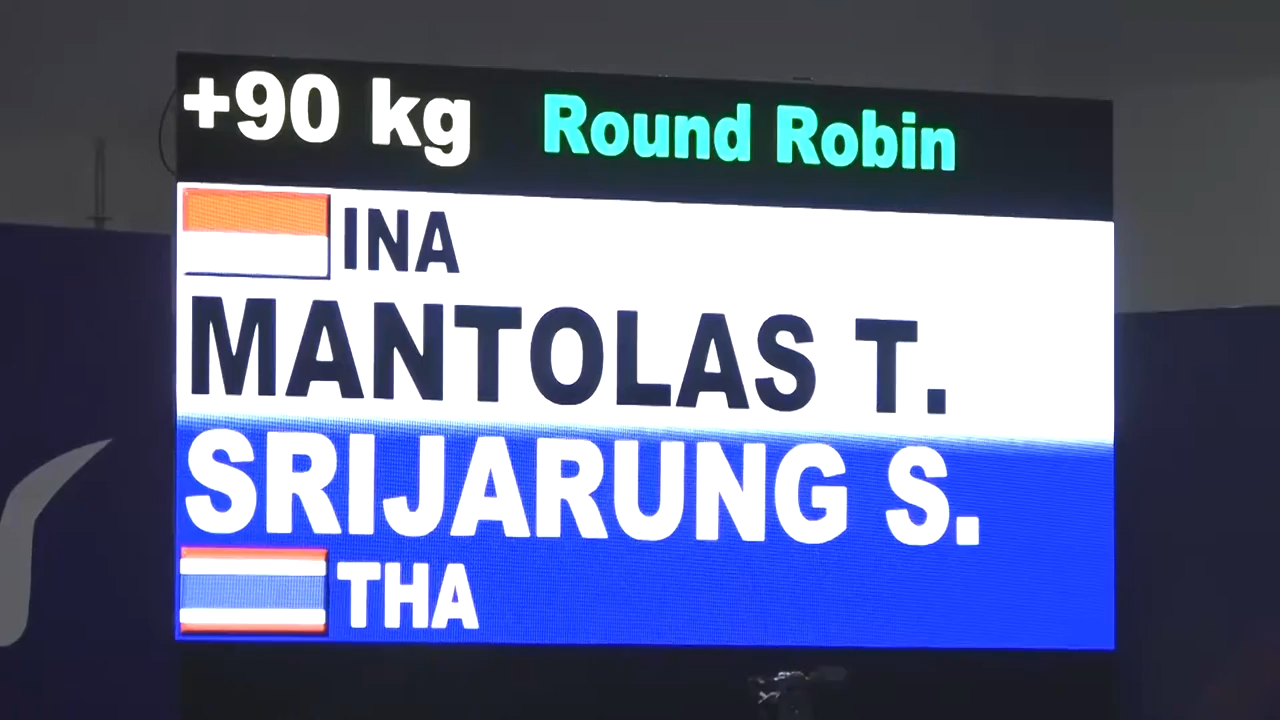 +90 kg Round Robin
INA
MANTOLAS T.
SRIJARUNG S.
THA